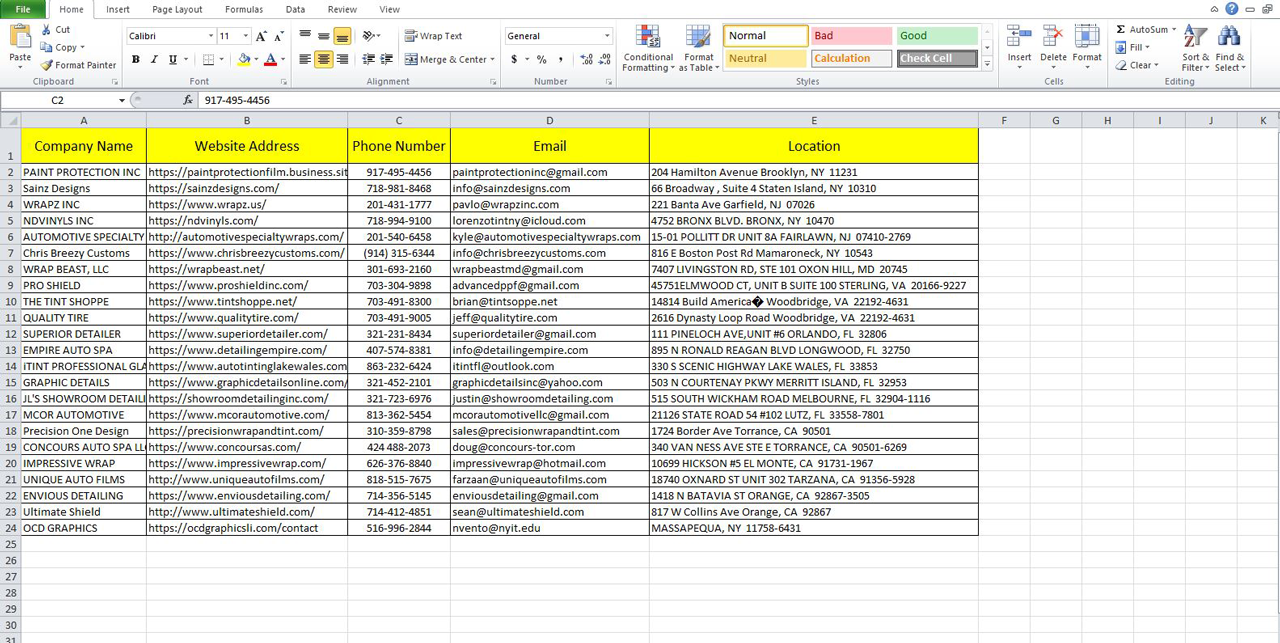 File Home Insert Page Layout Formulas Data Review View
Cut
Copy
Format Painter
Paste
Clipboard
Calibri 11
B I U
Font
Wrap Text
Merge & Center
Alignment
General
$ % ,
Number
Conditional Formatting
Format as Table
Normal Bad Good
Neutral Calculation Check Cell
Styles
Insert Delete Format
Cells
Σ AutoSum
Fill
Clear
Sort & Filter
Find & Select
Editing
C2 fx 917-495-4456
A B C D E F G H I J K
1 Company Name Website Address Phone Number Email Location
2 PAINT PROTECTION INC https://paintprotectionfilm.business.sit 917-495-4456 paintprotectioninc@gmail.com 204 Hamilton Avenue Brooklyn, NY 11231
3 Sainz Designs https://sainzdesigns.com/ 718-981-8468 info@sainzdesigns.com 66 Broadway , Suite 4 Staten Island, NY 10310
4 WRAPZ INC https://www.wrapz.us/ 201-431-1777 pavlo@wrapzinc.com 221 Banta Ave Garfield, NJ 07026
5 NDVINYLS INC https://ndvinyls.com/ 718-994-9100 lorenzotintny@icloud.com 4752 BRONX BLVD. BRONX, NY 10470
6 AUTOMOTIVE SPECIALTY http://automotivespecialtywraps.com/ 201-540-6458 kyle@automotivespecialtywraps.com 15-01 POLLITT DR UNIT 8A FAIRLAWN, NJ 07410-2769
7 Chris Breezy Customs https://www.chrisbreezycustoms.com/ (914) 315-6344 info@chrisbreezycustoms.com 816 E Boston Post Rd Mamaroneck, NY 10543
8 WRAP BEAST, LLC https://wrapbeast.net/ 301-693-2160 wrapbeastmd@gmail.com 7407 LIVINGSTON RD, STE 101 OXON HILL, MD 20745
9 PRO SHIELD https://www.proshieldinc.com/ 703-304-9898 advancedppf@gmail.com 45751ELMWOOD CT, UNIT B SUITE 100 STERLING, VA 20166-9227
10 THE TINT SHOPPE https://www.tintshoppe.net/ 703-491-8300 brian@tintsoppe.net 14814 Build America� Woodbridge, VA 22192-4631
11 QUALITY TIRE https://www.qualitytire.com/ 703-491-9005 jeff@qualitytire.com 2616 Dynasty Loop Road Woodbridge, VA 22192-4631
12 SUPERIOR DETAILER https://www.superiordetailer.com/ 321-231-8434 superiordetailer@gmail.com 111 PINELOCH AVE,UNIT #6 ORLANDO, FL 32806
13 EMPIRE AUTO SPA https://www.detailingempire.com/ 407-574-8381 info@detailingempire.com 895 N RONALD REAGAN BLVD LONGWOOD, FL 32750
14 iTINT PROFESSIONAL GLA https://www.autotintinglakewales.com 863-232-6424 itintfl@outlook.com 330 S SCENIC HIGHWAY LAKE WALES, FL 33853
15 GRAPHIC DETAILS https://www.graphicdetailsonline.com/ 321-452-2101 graphicdetailsinc@yahoo.com 503 N COURTENAY PKWY MERRITT ISLAND, FL 32953
16 JL'S SHOWROOM DETAILI https://showroomdetailinginc.com/ 321-723-6976 justin@showroomdetailing.com 515 SOUTH WICKHAM ROAD MELBOURNE, FL 32904-1116
17 MCOR AUTOMOTIVE https://www.mcorautomotive.com/ 813-362-5454 mcorautomotivellc@gmail.com 21126 STATE ROAD 54 #102 LUTZ, FL 33558-7801
18 Precision One Design https://precisionwrapandtint.com/ 310-359-8798 sales@precisionwrapandtint.com 1724 Border Ave Torrance, CA 90501
19 CONCOURS AUTO SPA LL https://www.concoursas.com/ 424 488-2073 doug@concours-tor.com 340 VAN NESS AVE STE E TORRANCE, CA 90501-6269
20 IMPRESSIVE WRAP https://www.impressivewrap.com/ 626-376-8840 impressivewrap@hotmail.com 10699 HICKSON #5 EL MONTE, CA 91731-1967
21 UNIQUE AUTO FILMS http://www.uniqueautofilms.com/ 818-515-7675 farzaan@uniqueautofilms.com 18740 OXNARD ST UNIT 302 TARZANA, CA 91356-5928
22 ENVIOUS DETAILING https://www.enviousdetailing.com/ 714-356-5145 enviousdetailing@gmail.com 1418 N BATAVIA ST ORANGE, CA 92867-3505
23 Ultimate Shield http://www.ultimateshield.com/ 714-412-4851 sean@ultimateshield.com 817 W Collins Ave Orange, CA 92867
24 OCD GRAPHICS https://ocdgraphicsli.com/contact 516-996-2844 nvento@nyit.edu MASSAPEQUA, NY 11758-6431
25
26
27
28
29
30
31